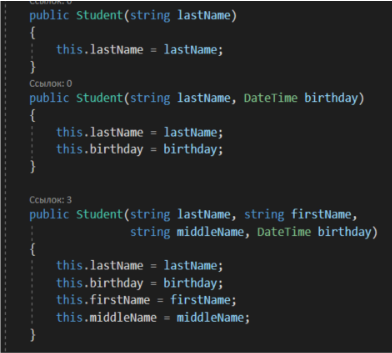 Ссылок: 0
public Student(string lastName)
{
this.lastName = lastName;
}
Ссылок: 0
public Student(string lastName, DateTime birthday)
{
this.lastName = lastName;
this.birthday = birthday;
}
Ссылок: 3
public Student(string lastName, string firstName,
string middleName, DateTime birthday)
{
this.lastName = lastName;
this.birthday = birthday;
this.firstName = firstName;
this.middleName = middleName;
}